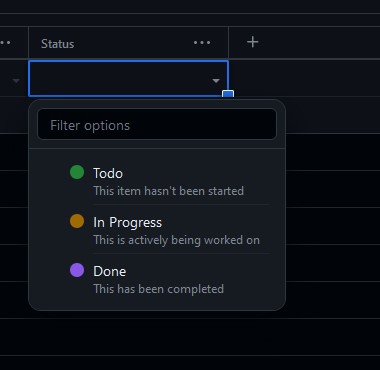 Status
Filter options
Todo
This item hasn't been started
In Progress
This is actively being worked on
Done
This has been completed